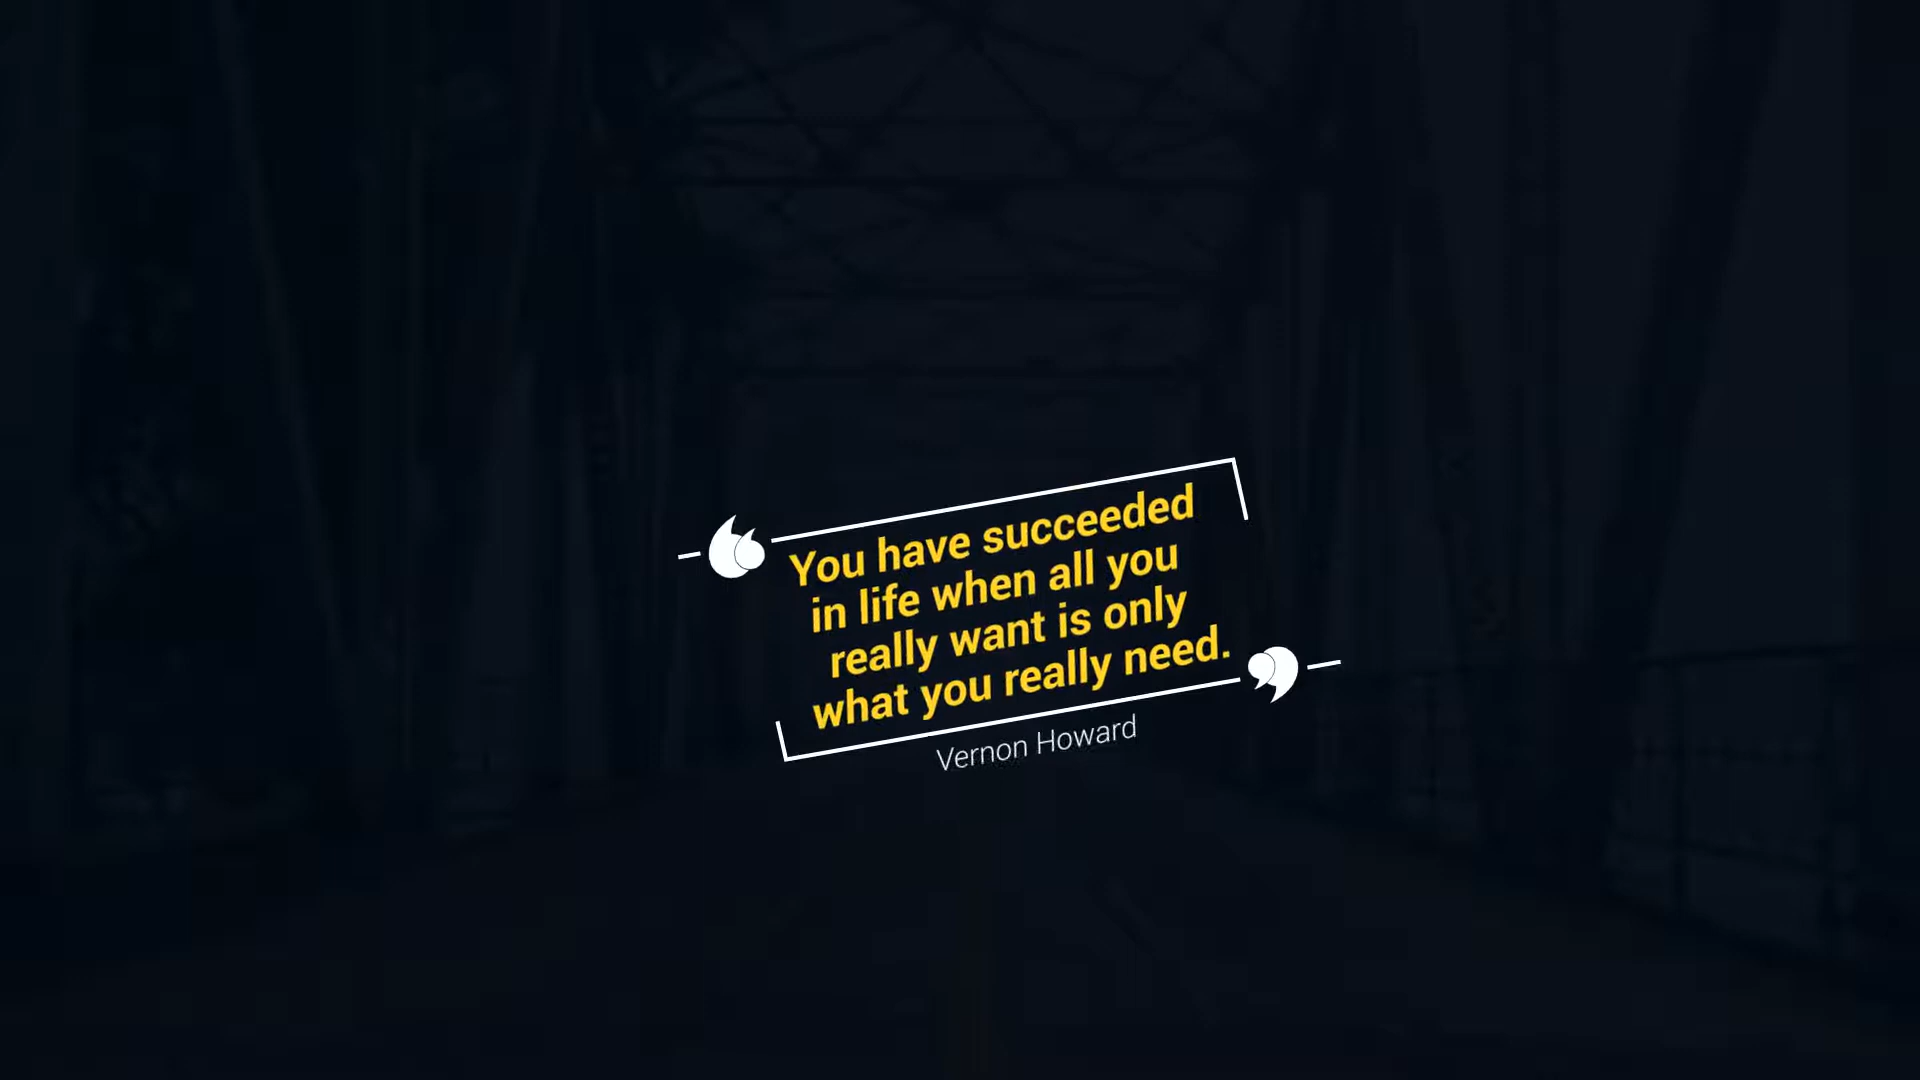 You have succeeded
in life when all you
really want is only
what you really need.
Vernon Howard